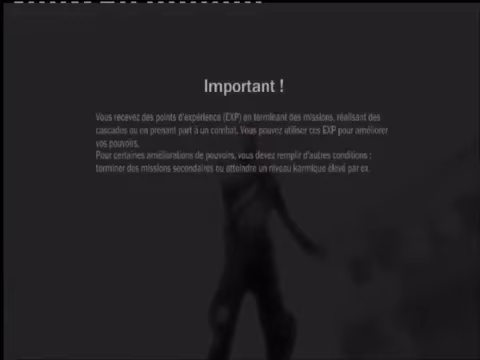 Important !
Vous recevez des points d'expérience (EXP) en terminant des missions, réalisant des
cascades ou en prenant part à un combat. Vous pouvez utiliser ces EXP pour améliorer
vos pouvoirs.
Pour certaines améliorations de pouvoirs, vous devez remplir d'autres conditions :
terminer des missions secondaires ou atteindre un niveau karmique élevé par ex.